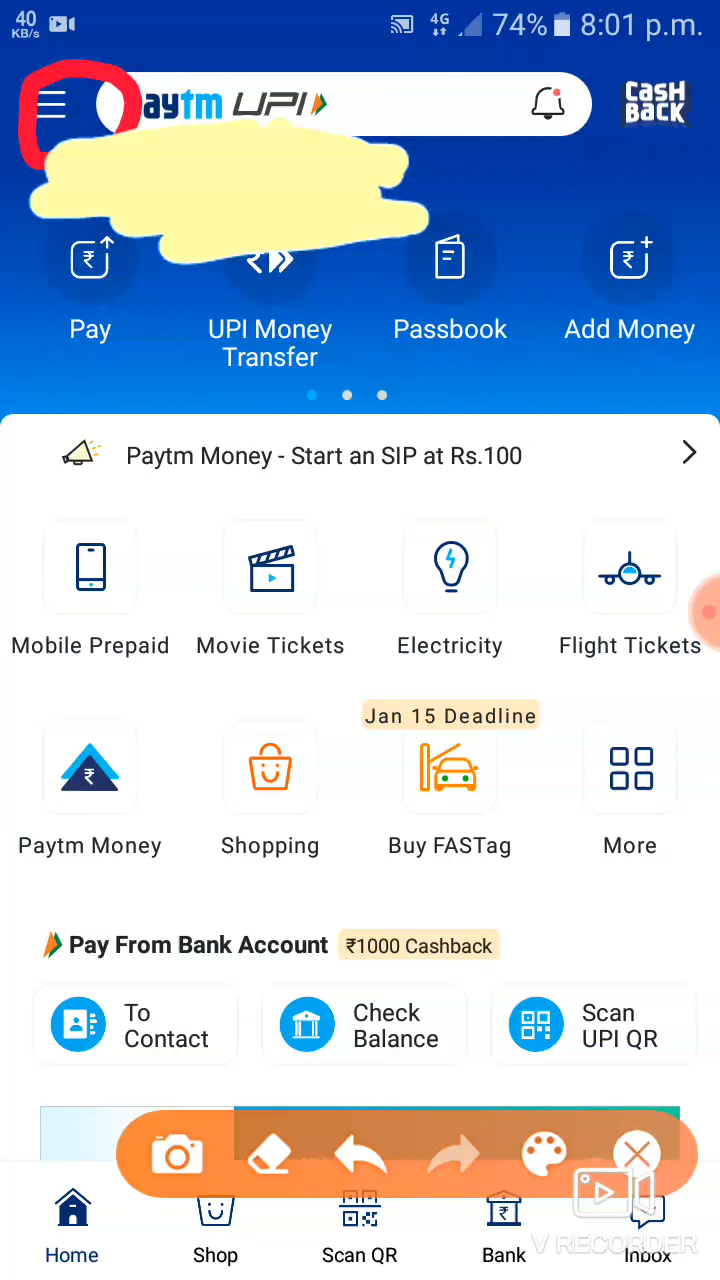 40
KB/s
4G
74%
8:01 p.m.
aytm UPI
CASH
BACK
Pay
UPI Money
Transfer
Passbook
Add Money
Paytm Money - Start an SIP at Rs.100
Mobile Prepaid
Movie Tickets
Electricity
Flight Tickets
Jan 15 Deadline
Paytm Money
Shopping
Buy FASTag
More
Pay From Bank Account
₹1000 Cashback
To
Contact
Check
Balance
Scan
UPI QR
Home
Shop
Scan QR
Bank
Inbox
V RECORDER